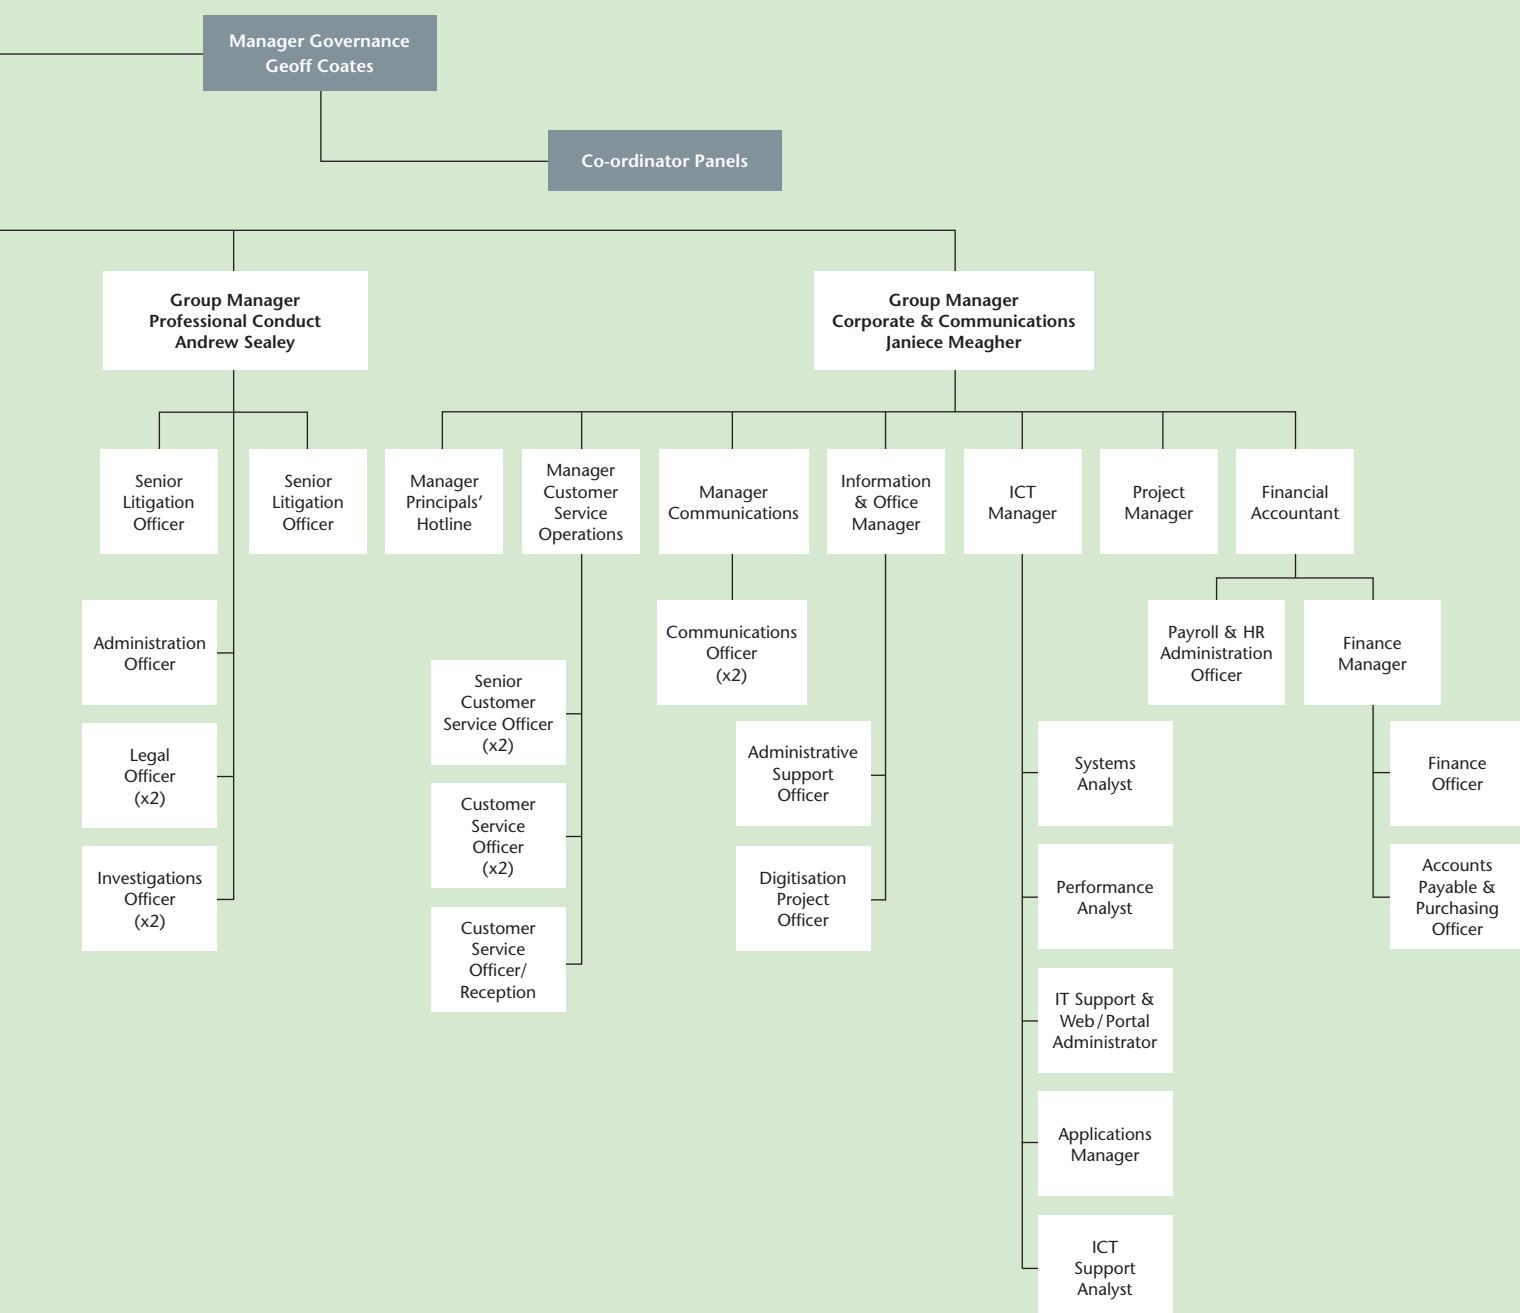 Manager Governance
Geoff Coates
Co-ordinator Panels
Group Manager
Professional Conduct
Andrew Sealey
Group Manager
Corporate & Communications
Janiece Meagher
Senior
Litigation
Officer
Senior
Litigation
Officer
Manager
Principals’
Hotline
Manager
Customer
Service
Operations
Manager
Communications
Information
& Office
Manager
ICT
Manager
Project
Manager
Financial
Accountant
Administration
Officer
Legal
Officer
(x2)
Investigations
Officer
(x2)
Senior
Customer
Service Officer
(x2)
Customer
Service
Officer
(x2)
Customer
Service
Officer/
Reception
Communications
Officer
(x2)
Administrative
Support
Officer
Digitisation
Project
Officer
Systems
Analyst
Performance
Analyst
IT Support &
Web/Portal
Administrator
Applications
Manager
ICT
Support
Analyst
Payroll & HR
Administration
Officer
Finance
Manager
Finance
Officer
Accounts
Payable &
Purchasing
Officer